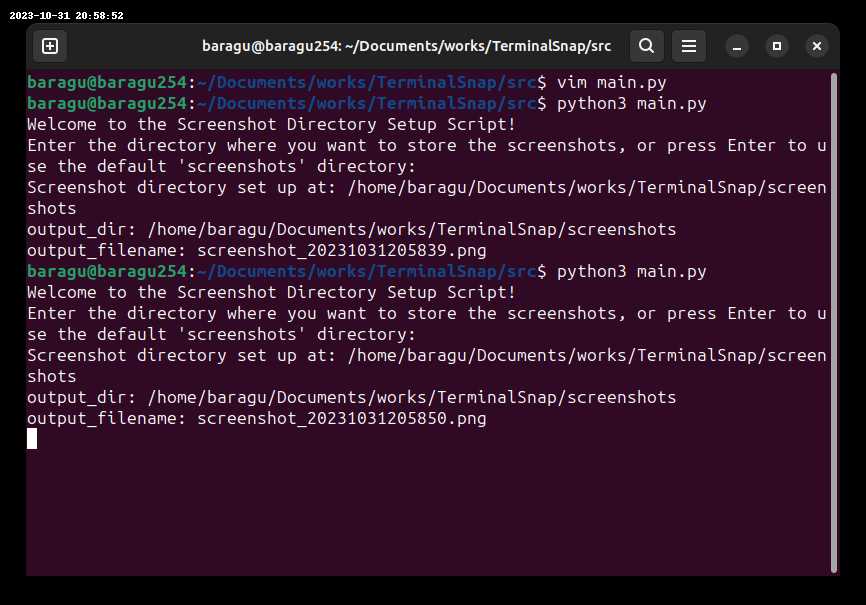 2023-10-31 20:58:52
baragu@baragu254: ~/Documents/works/TerminalSnap/src
baragu@baragu254:~/Documents/works/TerminalSnap/src$ vim main.py
baragu@baragu254:~/Documents/works/TerminalSnap/src$ python3 main.py
Welcome to the Screenshot Directory Setup Script!
Enter the directory where you want to store the screenshots, or press Enter to u
se the default 'screenshots' directory:
Screenshot directory set up at: /home/baragu/Documents/works/TerminalSnap/screen
shots
output_dir: /home/baragu/Documents/works/TerminalSnap/screenshots
output_filename: screenshot_20231031205839.png
baragu@baragu254:~/Documents/works/TerminalSnap/src$ python3 main.py
Welcome to the Screenshot Directory Setup Script!
Enter the directory where you want to store the screenshots, or press Enter to u
se the default 'screenshots' directory:
Screenshot directory set up at: /home/baragu/Documents/works/TerminalSnap/screen
shots
output_dir: /home/baragu/Documents/works/TerminalSnap/screenshots
output_filename: screenshot_20231031205850.png